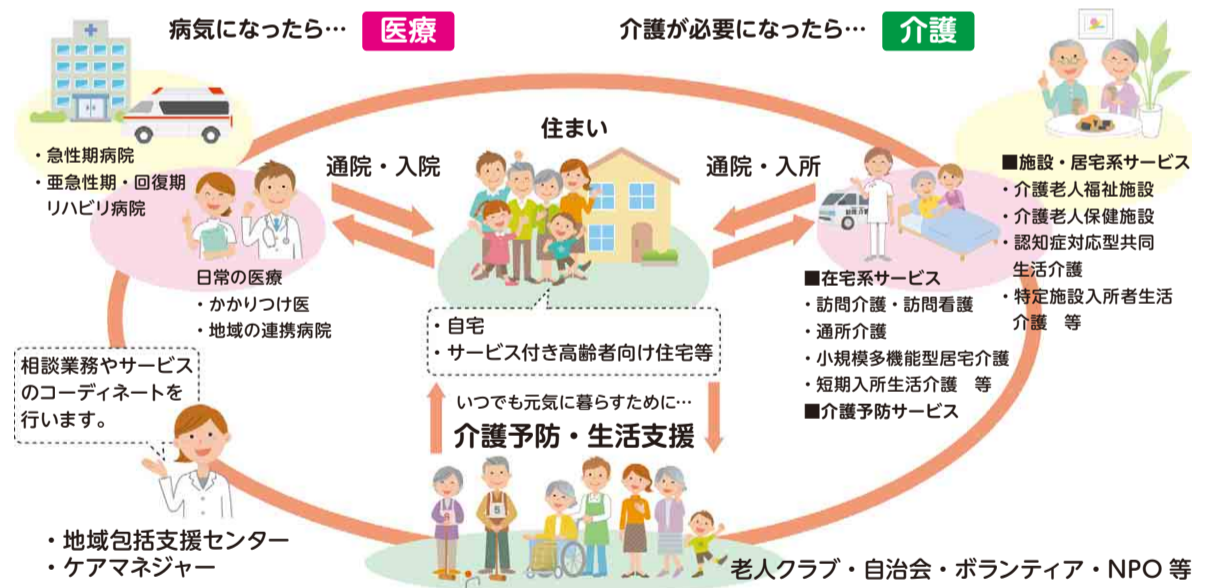 病気になったら…
医療
介護が必要になったら…
介護
・急性期病院
・亜急性期・回復期
リハビリ病院
日常の医療
・かかりつけ医
・地域の連携病院
通院・入院
住まい
通院・入所
・自宅
・サービス付き高齢者向け住宅等
■施設・居宅系サービス
・介護老人福祉施設
・介護老人保健施設
・認知症対応型共同
生活介護
・特定施設入所者生活
介護　等
■在宅系サービス
・訪問介護・訪問看護
・通所介護
・小規模多機能型居宅介護
・短期入所生活介護　等
■介護予防サービス
相談業務やサービス
のコーディネートを
行います。
・地域包括支援センター
・ケアマネジャー
いつでも元気に暮らすために…
介護予防・生活支援
5
老人クラブ・自治会・ボランティア・NPO 等